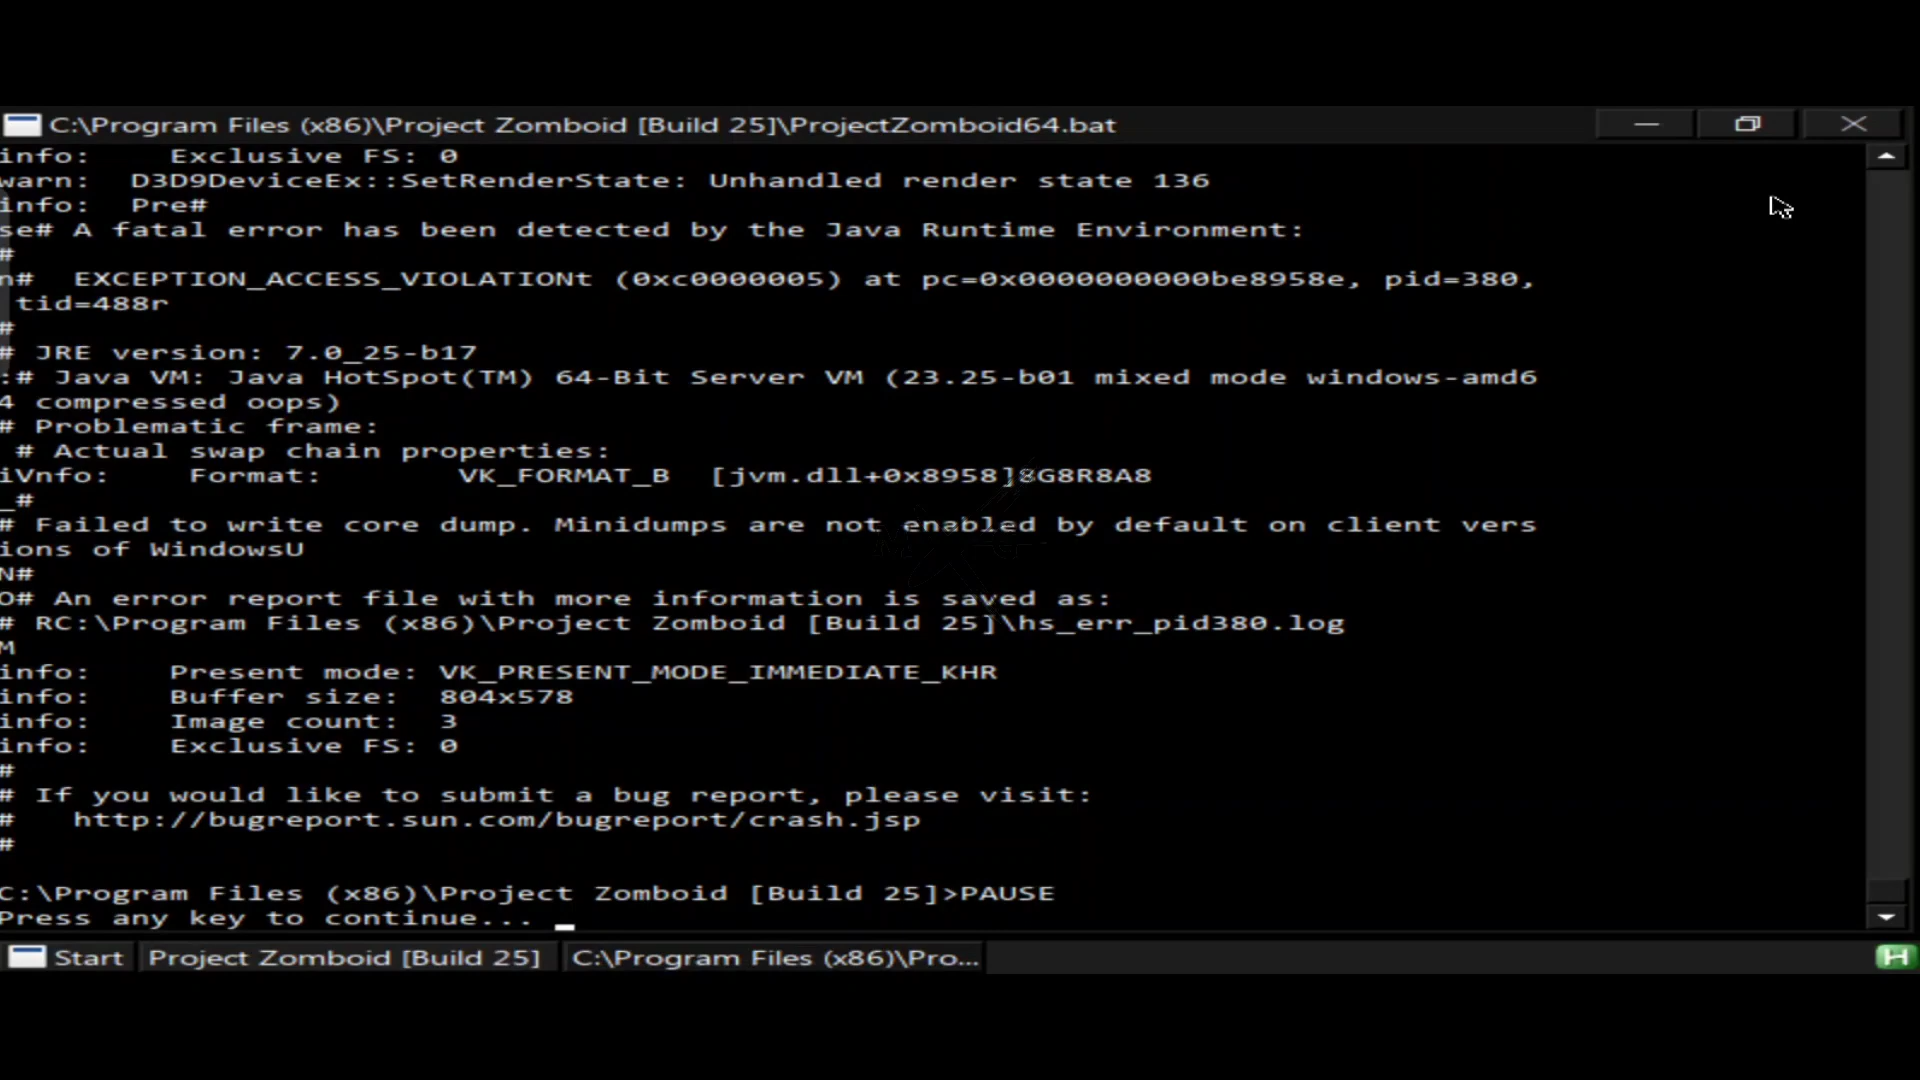 C:\Program Files (x86)\Project Zomboid [Build 25]\ProjectZomboid64.bat
info:    Exclusive FS: 0
warn:  D3D9DeviceEx::SetRenderState: Unhandled render state 136
info:  Pre#
se# A fatal error has been detected by the Java Runtime Environment:
#
n#  EXCEPTION_ACCESS_VIOLATIONt (0xc0000005) at pc=0x0000000000be8958e, pid=380,
 tid=488r
#
# JRE version: 7.0_25-b17
:# Java VM: Java HotSpot(TM) 64-Bit Server VM (23.25-b01 mixed mode windows-amd6
4 compressed oops)
# Problematic frame:
 # Actual swap chain properties:
iVnfo:    Format:       VK_FORMAT_B  [jvm.dll+0x8958]8G8R8A8
_#
# Failed to write core dump. Minidumps are not enabled by default on client vers
ions of WindowsU
N#
O# An error report file with more information is saved as:
# RC:\Program Files (x86)\Project Zomboid [Build 25]\hs_err_pid380.log
M
info:    Present mode: VK_PRESENT_MODE_IMMEDIATE_KHR
info:    Buffer size:  804x578
info:    Image count:  3
info:    Exclusive FS: 0
#
# If you would like to submit a bug report, please visit:
#   http://bugreport.sun.com/bugreport/crash.jsp
#
C:\Program Files (x86)\Project Zomboid [Build 25]>PAUSE
Press any key to continue... _
Start Project Zomboid [Build 25] C:\Program Files (x86)\Pro... H